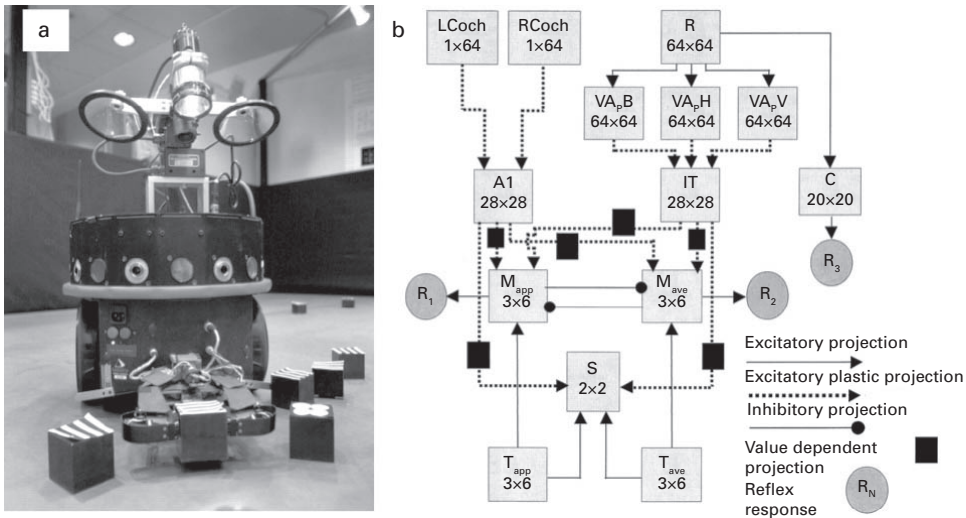 a
b
LCoch
1×64
RCoch
1×64
R
64×64
VAPB
64×64
VAPH
64×64
VAPV
64×64
A1
28×28
IT
28×28
C
20×20
R3
Mapp
3×6
Mave
3×6
R1
R2
S
2×2
Tapp
3×6
Tave
3×6
Excitatory projection
Excitatory plastic projection
Inhibitory projection
Value dependent
projection
Reflex
response
RN